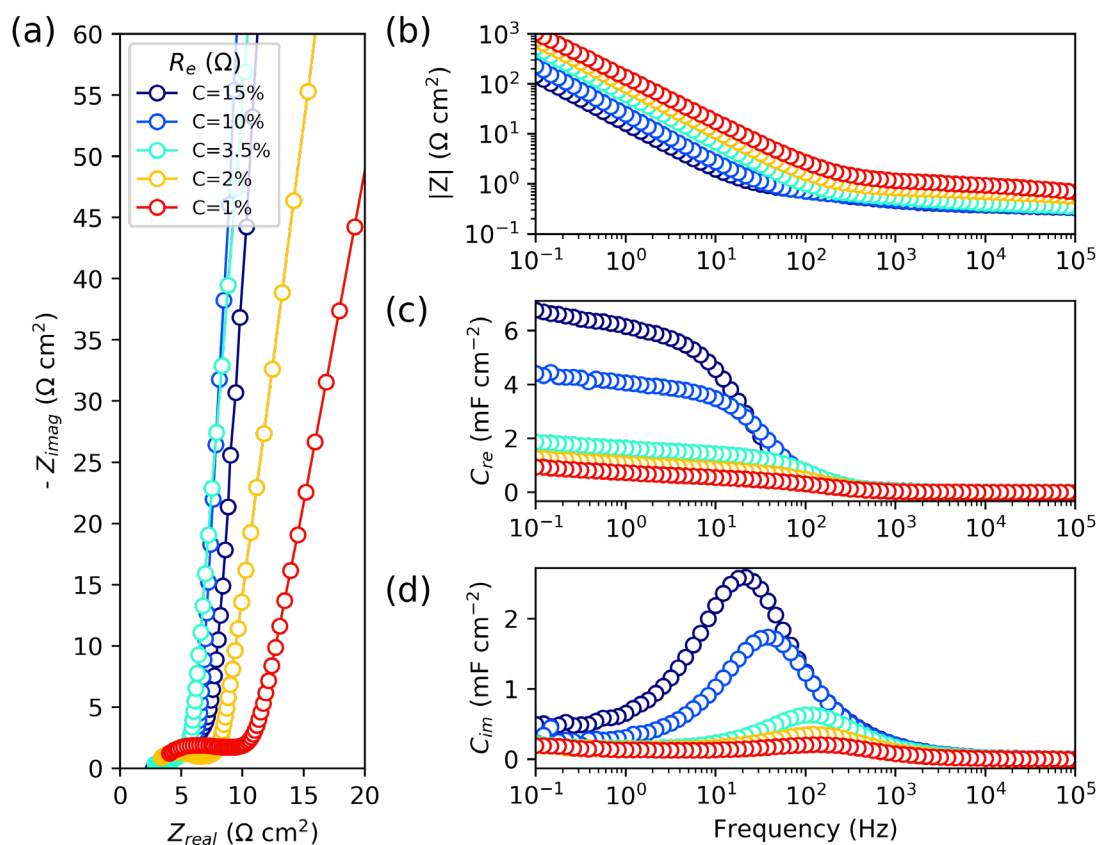 (a)
60
55
50
45
40
35
30
25
20
15
10
5
0
- Z_imag (Ω cm²)
R_e (Ω)
C=15%
C=10%
C=3.5%
C=2%
C=1%
0 5 10 15 20
Z_real (Ω cm²)
(b)
10³
10²
10¹
10⁰
10⁻¹
|Z| (Ω cm²)
10⁻¹ 10⁰ 10¹ 10² 10³ 10⁴ 10⁵
(c)
6
4
2
0
C_re (mF cm⁻²)
10⁻¹ 10⁰ 10¹ 10² 10³ 10⁴ 10⁵
(d)
2
1
0
C_im (mF cm⁻²)
10⁻¹ 10⁰ 10¹ 10² 10³ 10⁴ 10⁵
Frequency (Hz)